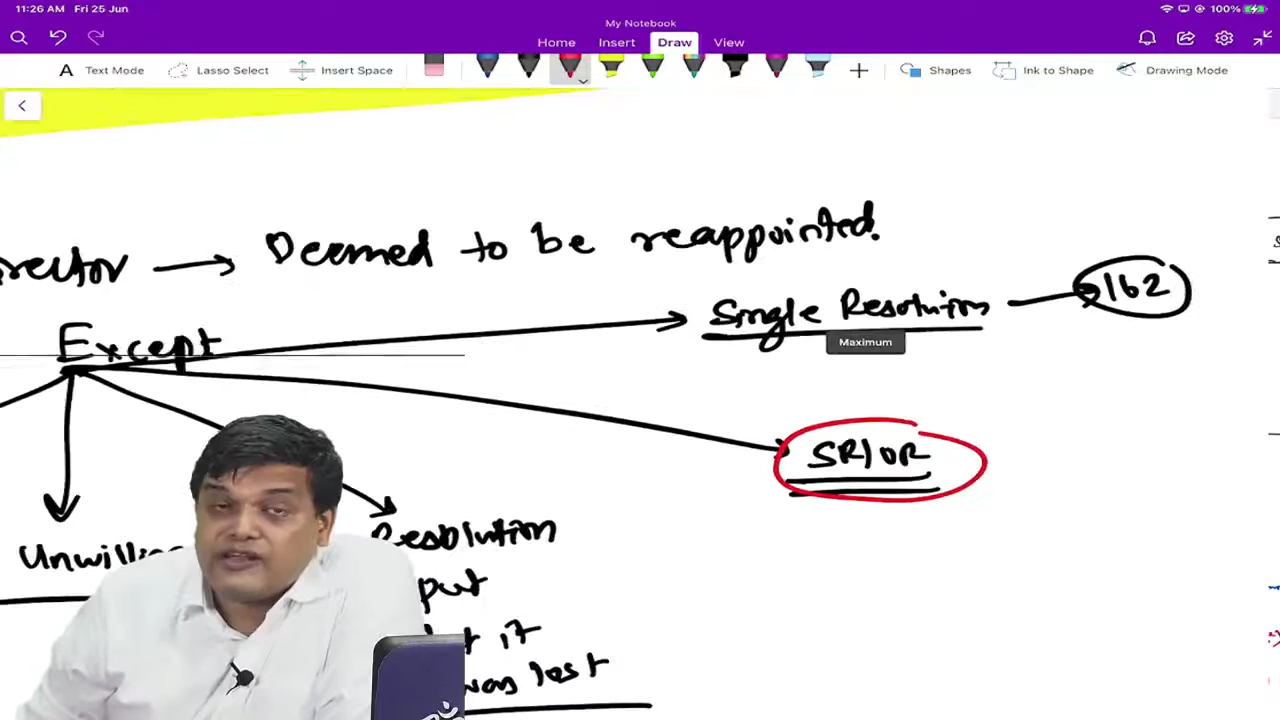 11:26 AM Fri 25 Jun
100%
My Notebook
Home Insert Draw View
A Text Mode Lasso Select Insert Space + Shapes Ink to Shape Drawing Mode
Deemed to be reappointed.
Single Resolution 162
Except
Maximum
SR/OR
Resolution
put
it
was lost